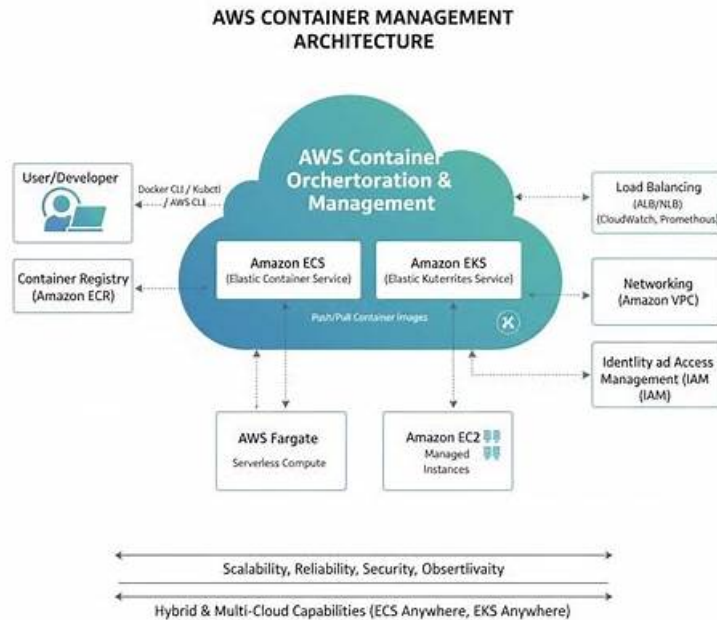 AWS CONTAINER MANAGEMENT
ARCHITECTURE
AWS Container
Orchertoration &
Management
User/Developer
Docker CLI / Kubcti
/ AWS CLI
Container Registry
(Amazon ECR)
Amazon ECS
(Elastic Container Service)
Amazon EKS
(Elastic Kuterrites Service)
Push/Pull Container Images
Load Balancing
(ALB/NLB)
(CloudWatch, Promethous)
Networking
(Amazon VPC)
Identlity ad Access
Management (IAM
(IAM)
AWS Fargate
Serverless Compute
Amazon EC2
Managed
Instances
Scalability, Reliability, Security, Obsertlivaity
Hybrid & Multi-Cloud Capabilities (ECS Anywhere, EKS Anywhere)